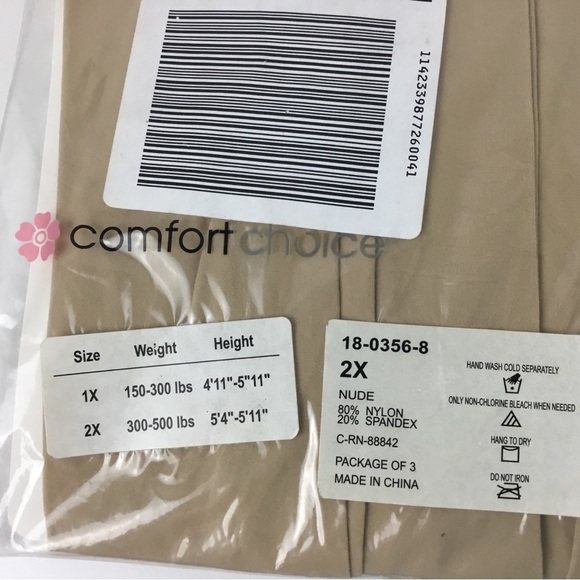 11423398772600​41
comfort choice
Size Weight Height
1X 150-300 lbs 4'11"-5"11"
2X 300-500 lbs 5'4"-5'11"
18-0356-8
2X
NUDE
80% NYLON
20% SPANDEX
C-RN-88842
PACKAGE OF 3
MADE IN CHINA
HAND WASH COLD SEPARATELY
ONLY NON-CHLORINE BLEACH WHEN NEEDED
HANG TO DRY
DO NOT IRON